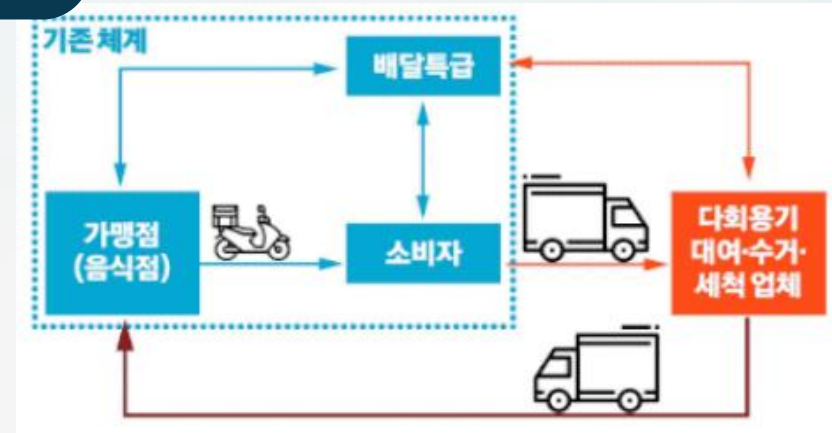 기존 체계
배달특급
가맹점
(음식점)
소비자
다회용기
대여·수거·
세척 업체